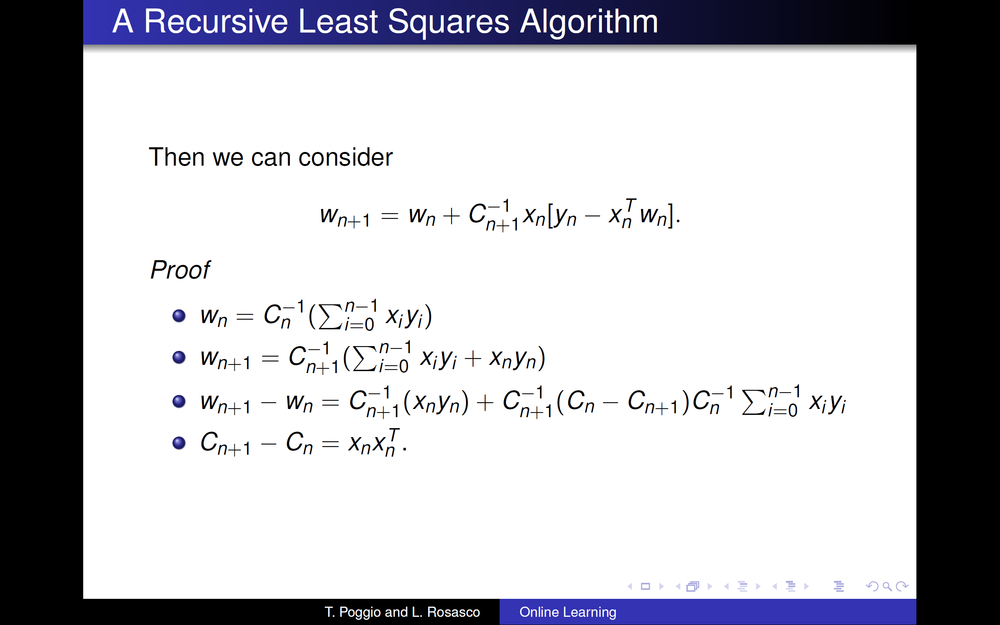 A Recursive Least Squares Algorithm
Then we can consider
$w_{n+1} = w_n + C_{n+1}^{-1} x_n [y_n - x_n^T w_n].$
Proof
$w_n = C_n^{-1} (\sum_{i=0}^{n-1} x_i y_i)$
$w_{n+1} = C_{n+1}^{-1} (\sum_{i=0}^{n-1} x_i y_i + x_n y_n)$
$w_{n+1} - w_n = C_{n+1}^{-1} (x_n y_n) + C_{n+1}^{-1} (C_n - C_{n+1}) C_n^{-1} \sum_{i=0}^{n-1} x_i y_i$
$C_{n+1} - C_n = x_n x_n^T.$
T. Poggio and L. Rosasco
Online Learning